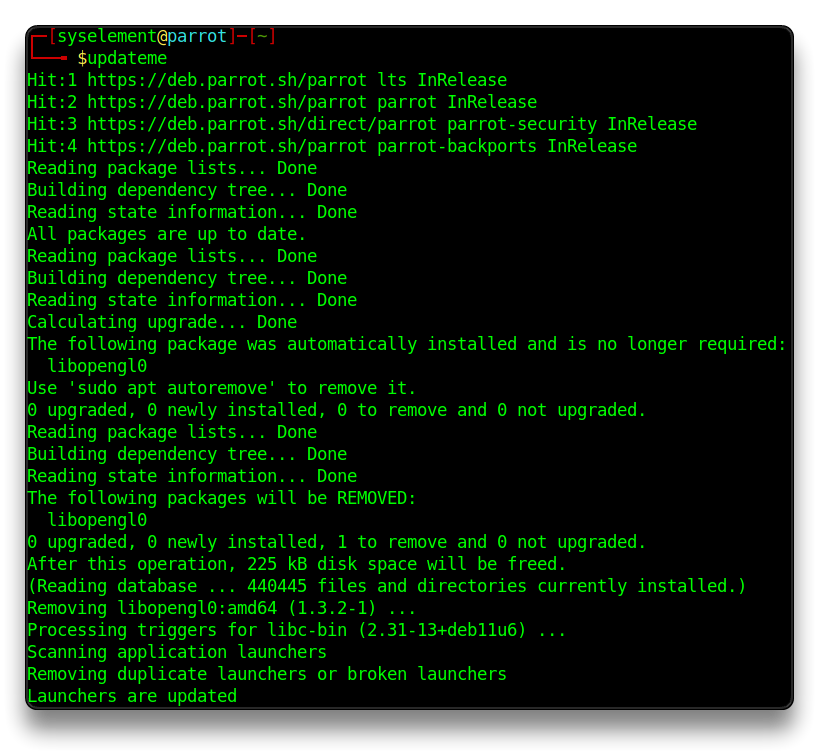 ┌─[syselement@parrot]─[~]
└──╼ $updateme
Hit:1 https://deb.parrot.sh/parrot lts InRelease
Hit:2 https://deb.parrot.sh/parrot parrot InRelease
Hit:3 https://deb.parrot.sh/direct/parrot parrot-security InRelease
Hit:4 https://deb.parrot.sh/parrot parrot-backports InRelease
Reading package lists... Done
Building dependency tree... Done
Reading state information... Done
All packages are up to date.
Reading package lists... Done
Building dependency tree... Done
Reading state information... Done
Calculating upgrade... Done
The following package was automatically installed and is no longer required:
  libopengl0
Use 'sudo apt autoremove' to remove it.
0 upgraded, 0 newly installed, 0 to remove and 0 not upgraded.
Reading package lists... Done
Building dependency tree... Done
Reading state information... Done
The following packages will be REMOVED:
  libopengl0
0 upgraded, 0 newly installed, 1 to remove and 0 not upgraded.
After this operation, 225 kB disk space will be freed.
(Reading database ... 440445 files and directories currently installed.)
Removing libopengl0:amd64 (1.3.2-1) ...
Processing triggers for libc-bin (2.31-13+deb11u6) ...
Scanning application launchers
Removing duplicate launchers or broken launchers
Launchers are updated